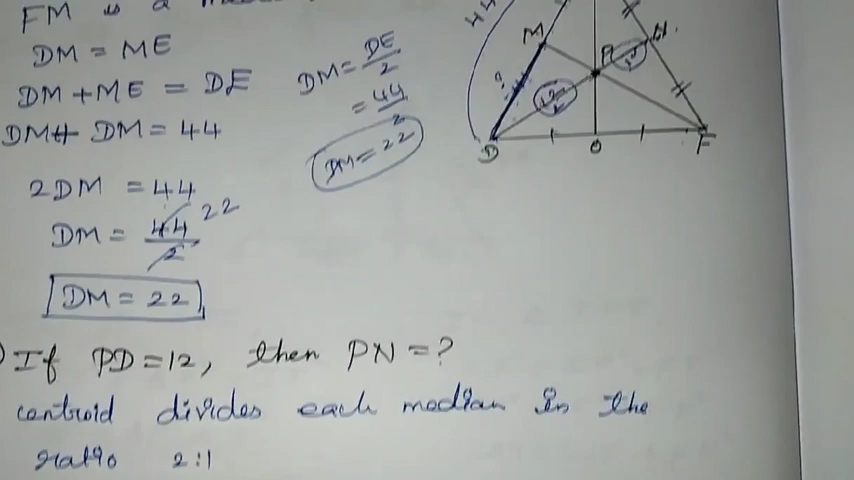 FM is a
DM = ME
DM + ME = DE
DM + DM = 44
2DM = 44
DM = 44/2 22
DM = 22
DM = DE/2
= 44/2
DM = 22
44
M
?
P
12
D
O
F
If PD = 12, then PN = ?
centroid divides each median in the
ratio 2:1